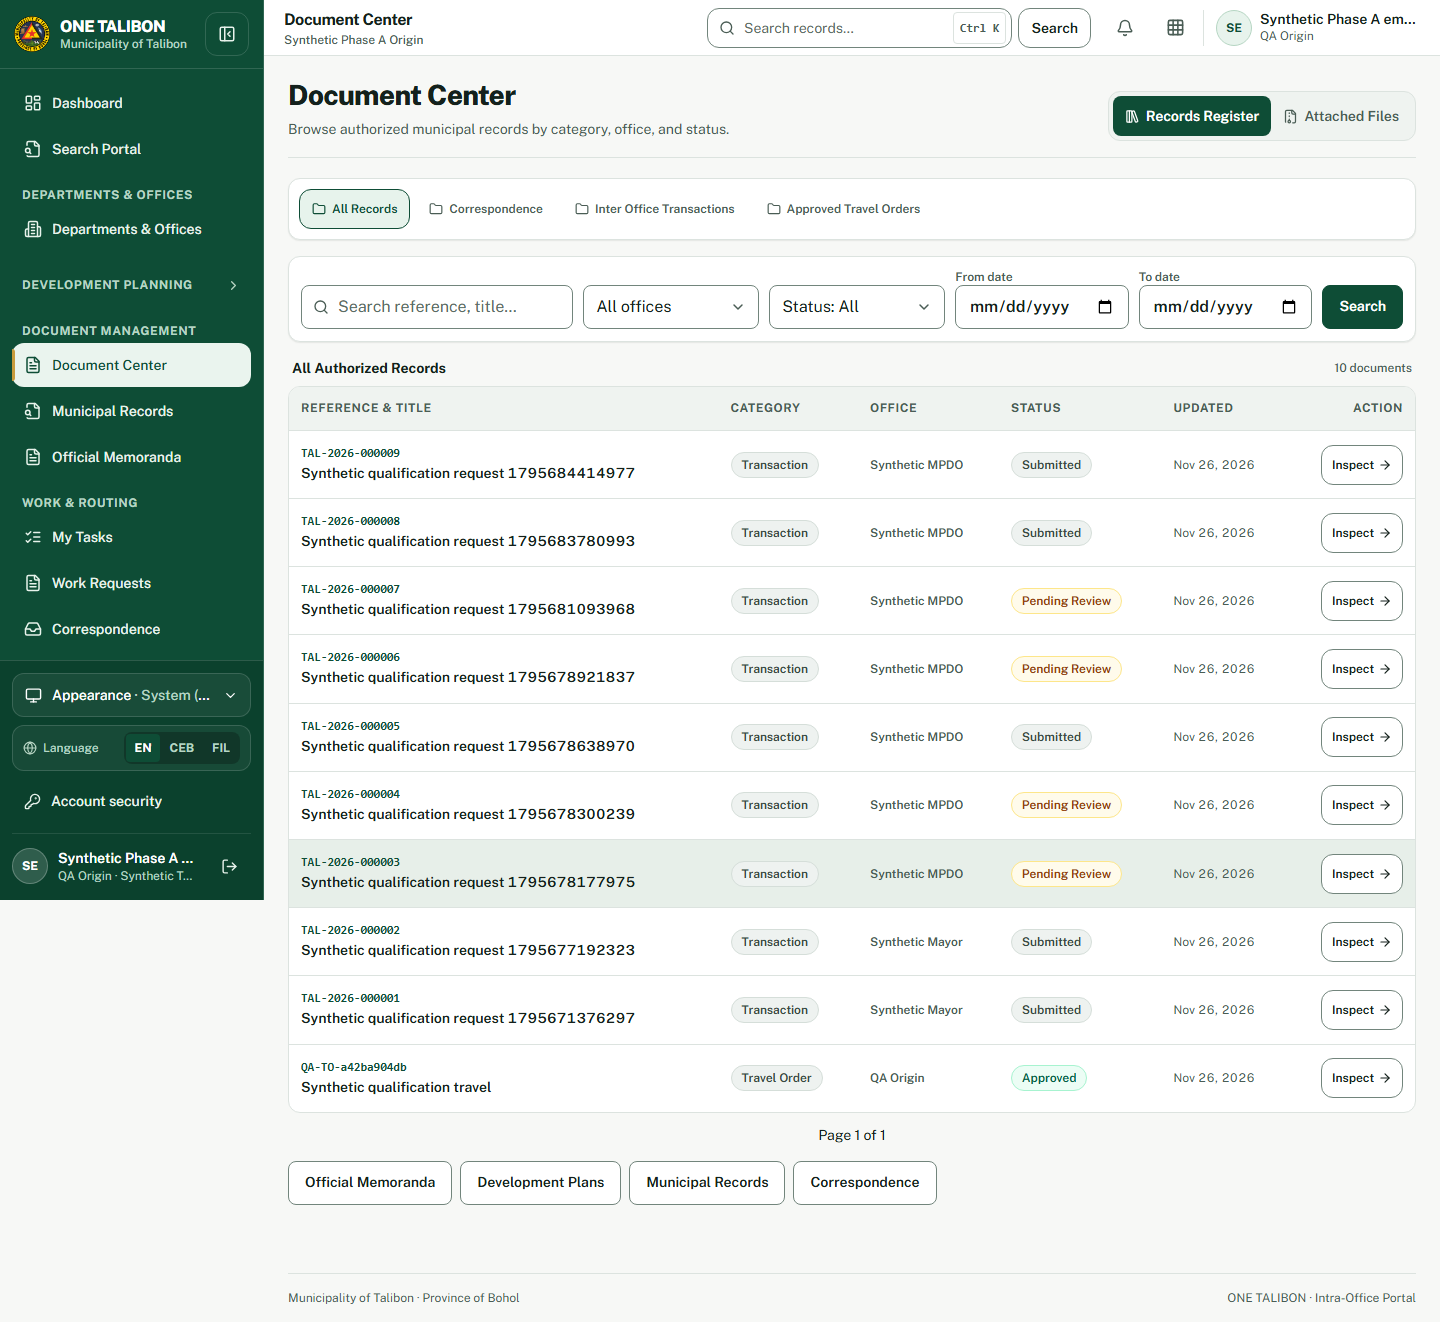 ONE TALIBON
Municipality of Talibon
Dashboard
Search Portal
DEPARTMENTS & OFFICES
Departments & Offices
DEVELOPMENT PLANNING
DOCUMENT MANAGEMENT
Document Center
Municipal Records
Official Memoranda
WORK & ROUTING
My Tasks
Work Requests
Correspondence
Appearance · System (...
Language EN CEB FIL
Account security
SE Synthetic Phase A ...
QA Origin · Synthetic T...
Document Center
Synthetic Phase A Origin
Search records... Ctrl K Search
SE Synthetic Phase A em...
QA Origin
Document Center
Browse authorized municipal records by category, office, and status.
Records Register Attached Files
All Records Correspondence Inter Office Transactions Approved Travel Orders
From date To date
Search reference, title... All offices Status: All mm/dd/yyyy mm/dd/yyyy Search
All Authorized Records 10 documents
REFERENCE & TITLE CATEGORY OFFICE STATUS UPDATED ACTION
TAL-2026-000009
Synthetic qualification request 1795684414977 Transaction Synthetic MPDO Submitted Nov 26, 2026 Inspect →
TAL-2026-000008
Synthetic qualification request 1795683780993 Transaction Synthetic MPDO Submitted Nov 26, 2026 Inspect →
TAL-2026-000007
Synthetic qualification request 1795681093968 Transaction Synthetic MPDO Pending Review Nov 26, 2026 Inspect →
TAL-2026-000006
Synthetic qualification request 1795678921837 Transaction Synthetic MPDO Pending Review Nov 26, 2026 Inspect →
TAL-2026-000005
Synthetic qualification request 1795678638970 Transaction Synthetic MPDO Submitted Nov 26, 2026 Inspect →
TAL-2026-000004
Synthetic qualification request 1795678300239 Transaction Synthetic MPDO Pending Review Nov 26, 2026 Inspect →
TAL-2026-000003
Synthetic qualification request 1795678177975 Transaction Synthetic MPDO Pending Review Nov 26, 2026 Inspect →
TAL-2026-000002
Synthetic qualification request 1795677192323 Transaction Synthetic Mayor Submitted Nov 26, 2026 Inspect →
TAL-2026-000001
Synthetic qualification request 1795671376297 Transaction Synthetic Mayor Submitted Nov 26, 2026 Inspect →
QA-TO-a42ba904db
Synthetic qualification travel Travel Order QA Origin Approved Nov 26, 2026 Inspect →
Page 1 of 1
Official Memoranda Development Plans Municipal Records Correspondence
Municipality of Talibon · Province of Bohol ONE TALIBON · Intra-Office Portal